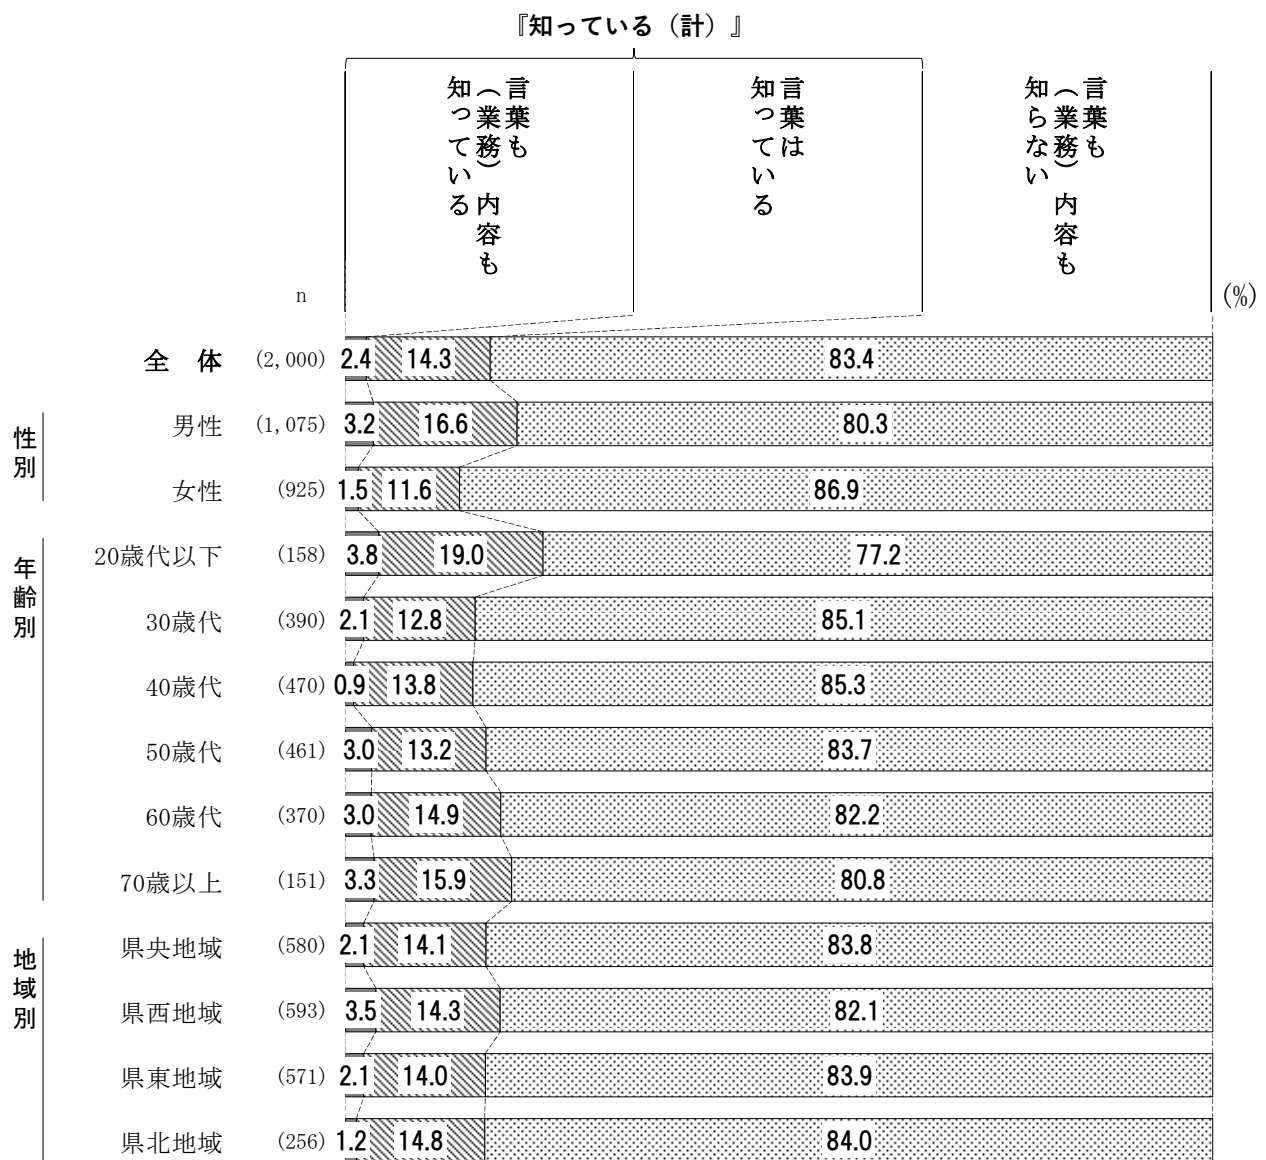 『知っている（計）』
言葉も
（業務）内容も
知っている
言葉は
知っている
言葉も
（業務）内容も
知らない
n
(%)
全　体 (2,000) 2.4 14.3 83.4
性別
男性 (1,075) 3.2 16.6 80.3
女性 (925) 1.5 11.6 86.9
年齢別
20歳代以下 (158) 3.8 19.0 77.2
30歳代 (390) 2.1 12.8 85.1
40歳代 (470) 0.9 13.8 85.3
50歳代 (461) 3.0 13.2 83.7
60歳代 (370) 3.0 14.9 82.2
70歳以上 (151) 3.3 15.9 80.8
地域別
県央地域 (580) 2.1 14.1 83.8
県西地域 (593) 3.5 14.3 82.1
県東地域 (571) 2.1 14.0 83.9
県北地域 (256) 1.2 14.8 84.0